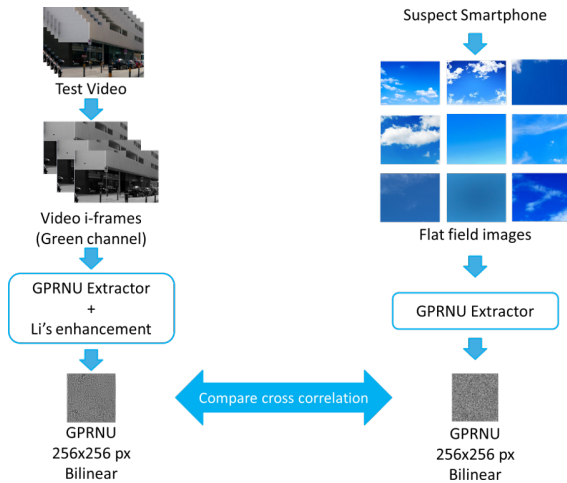 Test Video
Video i-frames
(Green channel)
GPRNU Extractor
+
Li's enhancement
GPRNU
256x256 px
Bilinear
Compare cross correlation
Suspect Smartphone
Flat field images
GPRNU Extractor
GPRNU
256x256 px
Bilinear